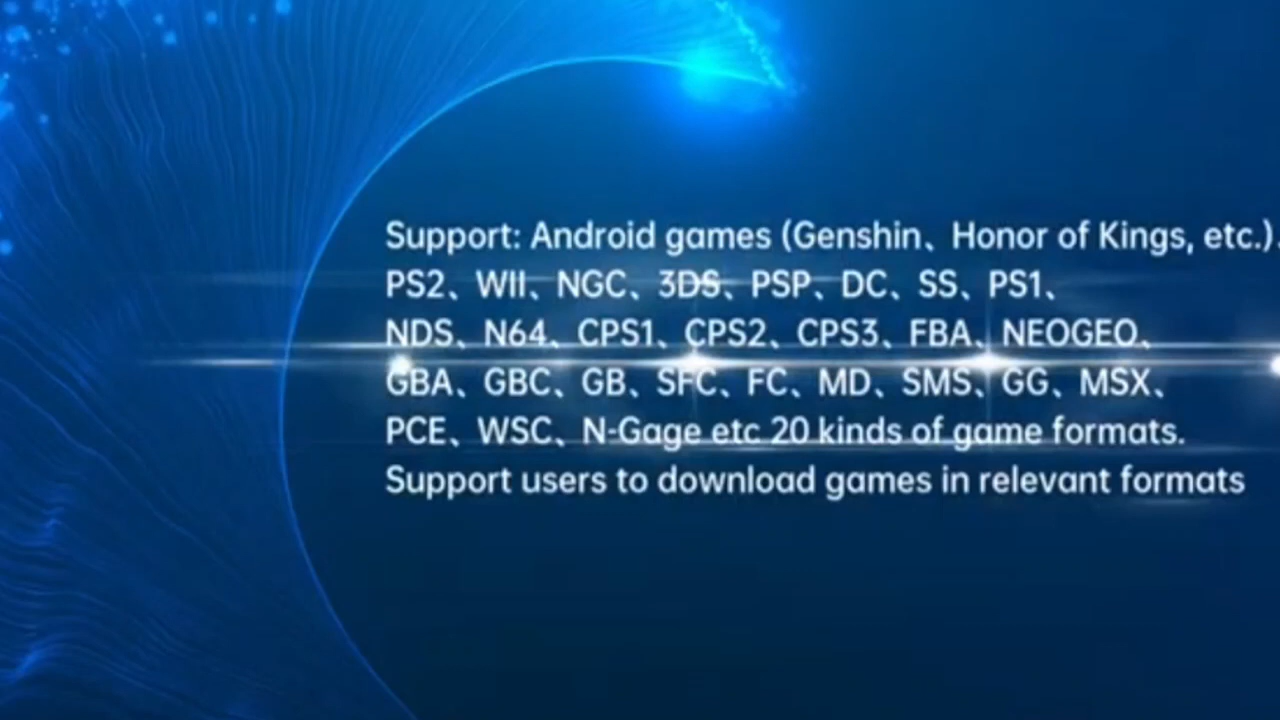 Support: Android games (Genshin、Honor of Kings, etc.).
PS2、WII、NGC、3DS、PSP、DC、SS、PS1、
NDS、N64、CPS1、CPS2、CPS3、FBA、NEOGEO、
GBA、GBC、GB、SFC、FC、MD、SMS、GG、MSX、
PCE、WSC、N-Gage etc 20 kinds of game formats.
Support users to download games in relevant formats